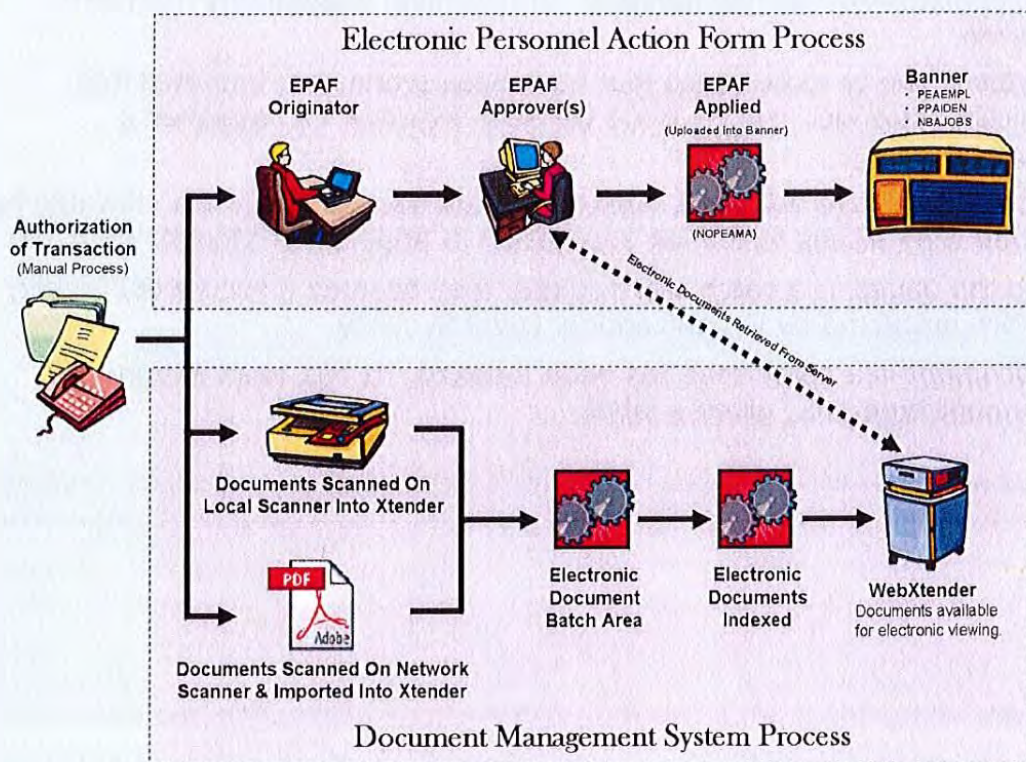 Electronic Personnel Action Form Process
EPAF
Originator
EPAF
Approver(s)
EPAF
Applied
(Uploaded Into Banner)
(NOPEAMA)
Banner
• PEAEMPL
• PPAIDEN
• NBAJOBS
Authorization
of Transaction
(Manual Process)
Electronic Documents Retrieved From Server
Documents Scanned On
Local Scanner Into Xtender
PDF
Adobe
Documents Scanned On Network
Scanner & Imported Into Xtender
Electronic
Document
Batch Area
Electronic
Documents
Indexed
WebXtender
Documents available
for electronic viewing.
Document Management System Process